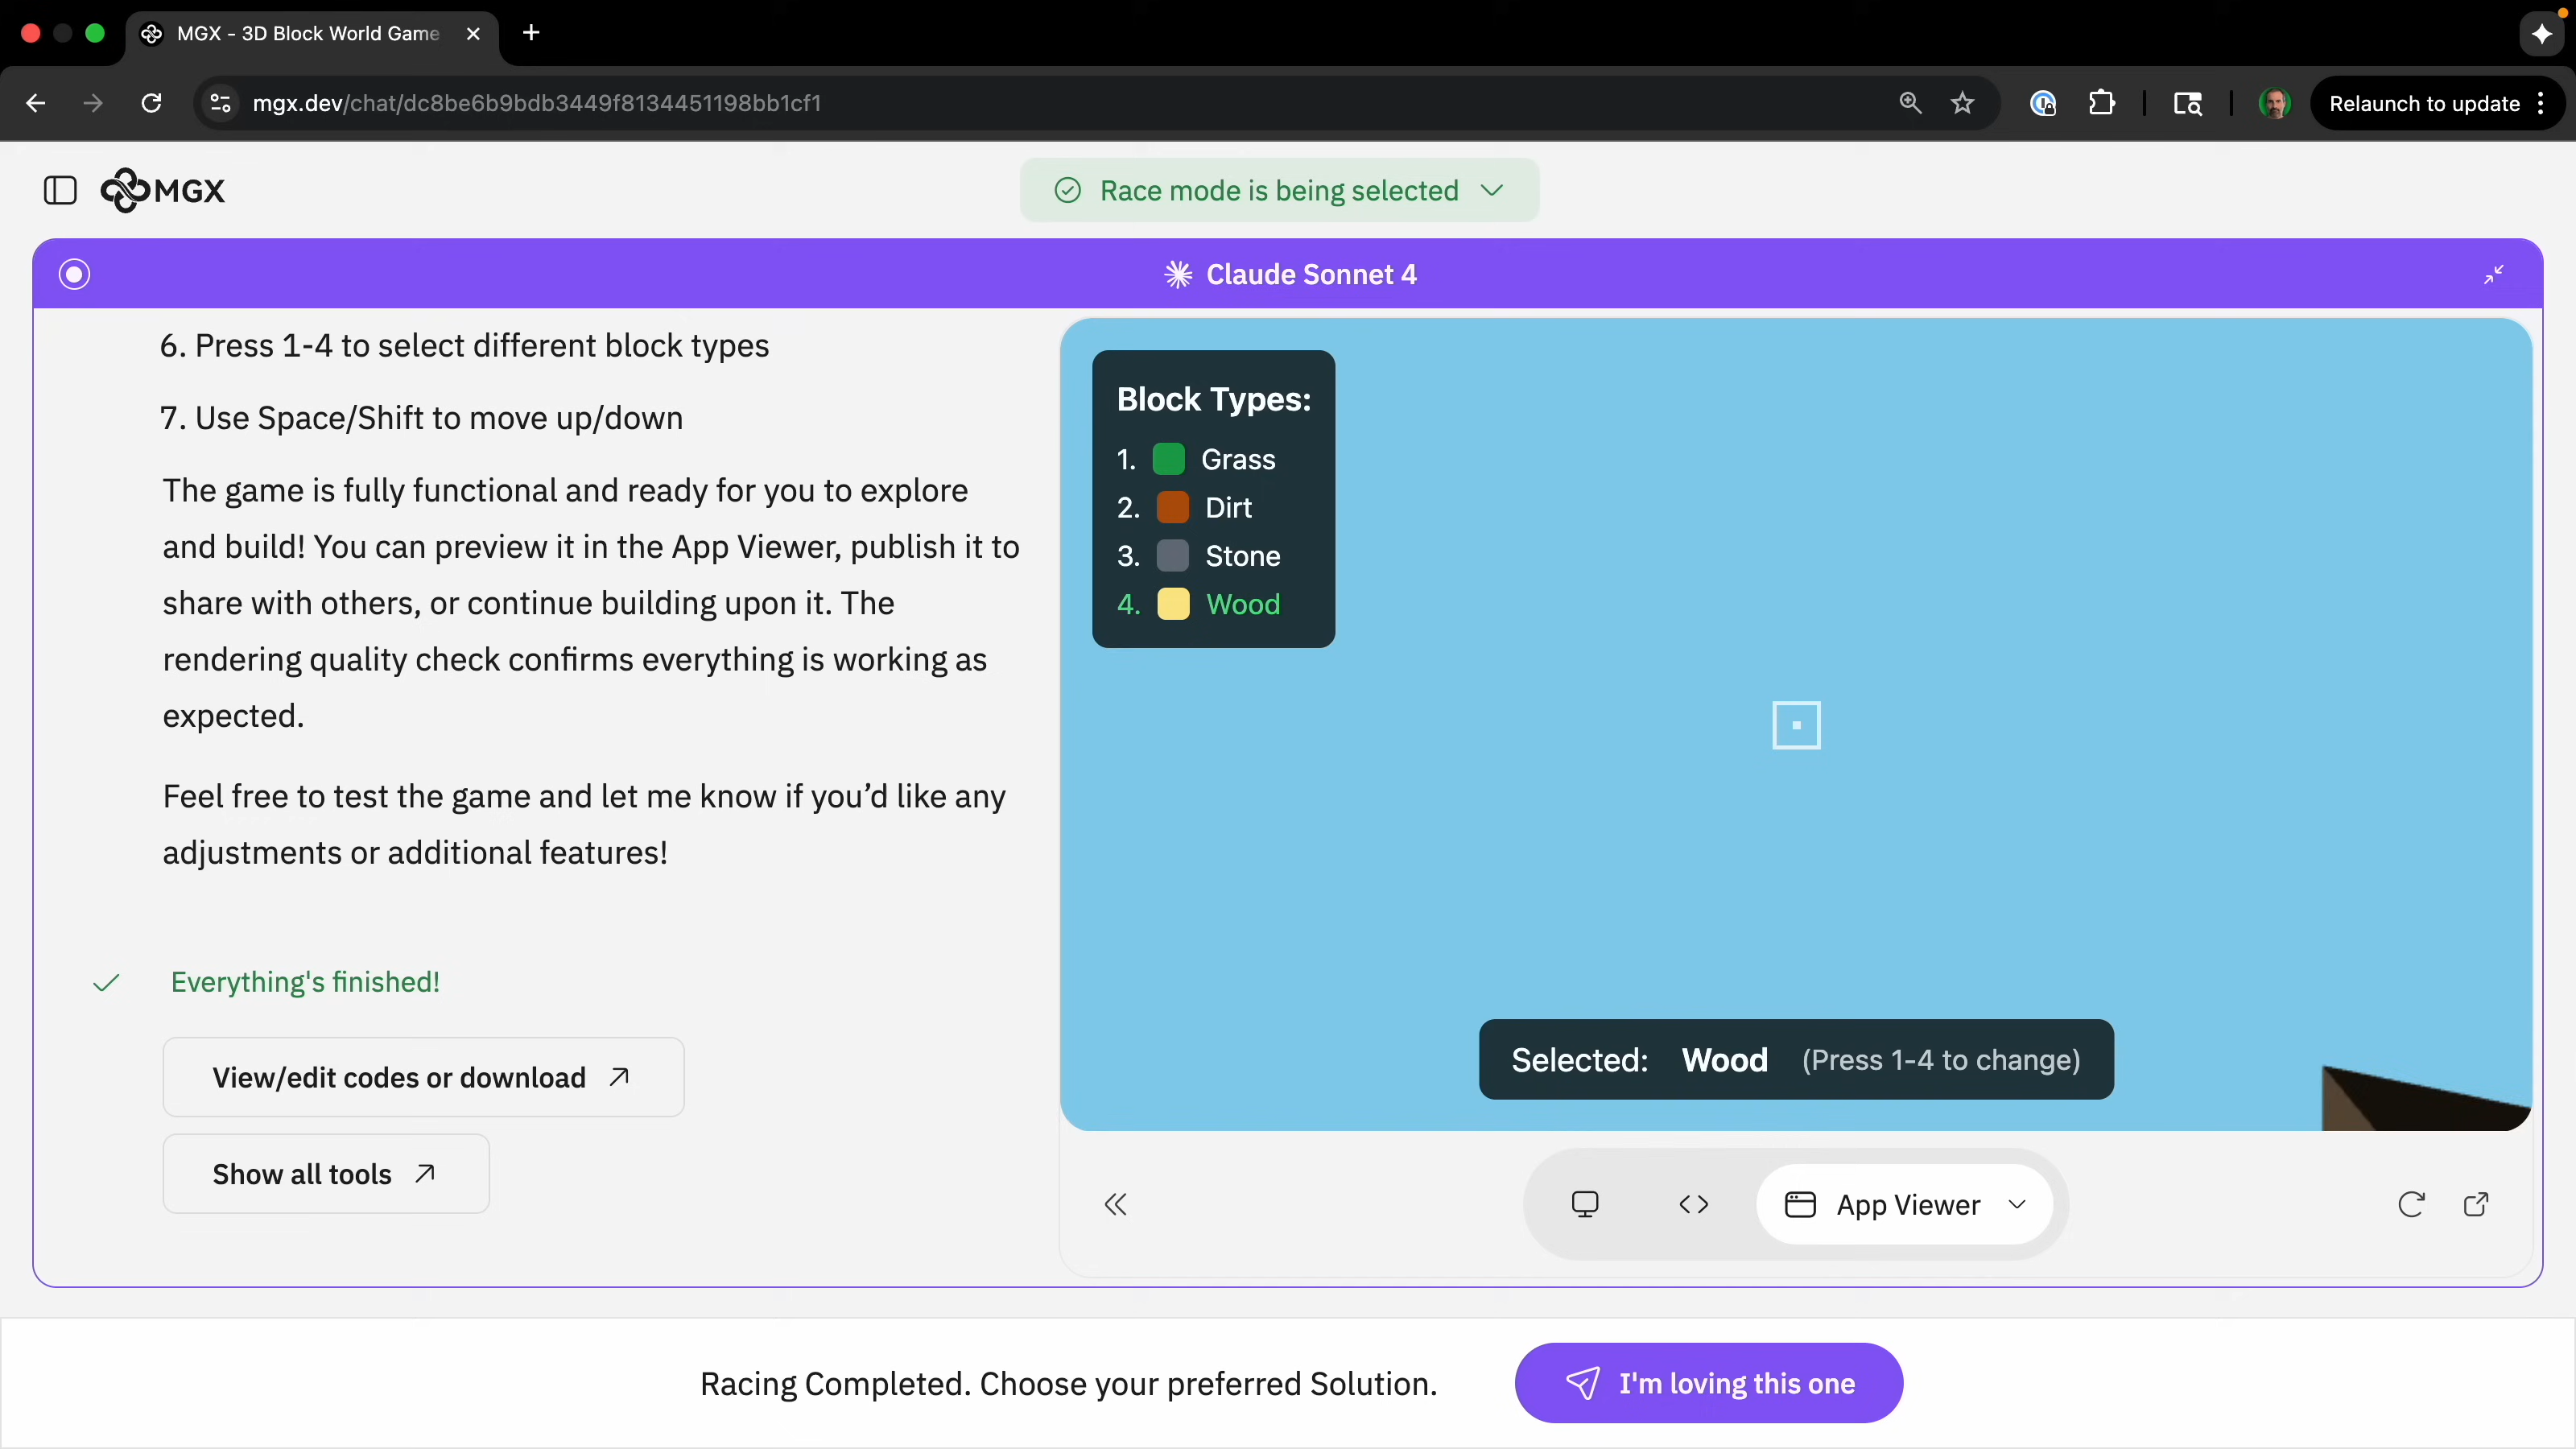 MGX - 3D Block World Game
mgx.dev/chat/dc8be6b9bdb3449f8134451198bb1cf1
Relaunch to update
MGX
Race mode is being selected
Claude Sonnet 4
6. Press 1-4 to select different block types
7. Use Space/Shift to move up/down
The game is fully functional and ready for you to explore
and build! You can preview it in the App Viewer, publish it to
share with others, or continue building upon it. The
rendering quality check confirms everything is working as
expected.
Feel free to test the game and let me know if you’d like any
adjustments or additional features!
Everything's finished!
View/edit codes or download
Show all tools
Block Types:
1. Grass
2. Dirt
3. Stone
4. Wood
Selected: Wood (Press 1-4 to change)
App Viewer
Racing Completed. Choose your preferred Solution.
I'm loving this one